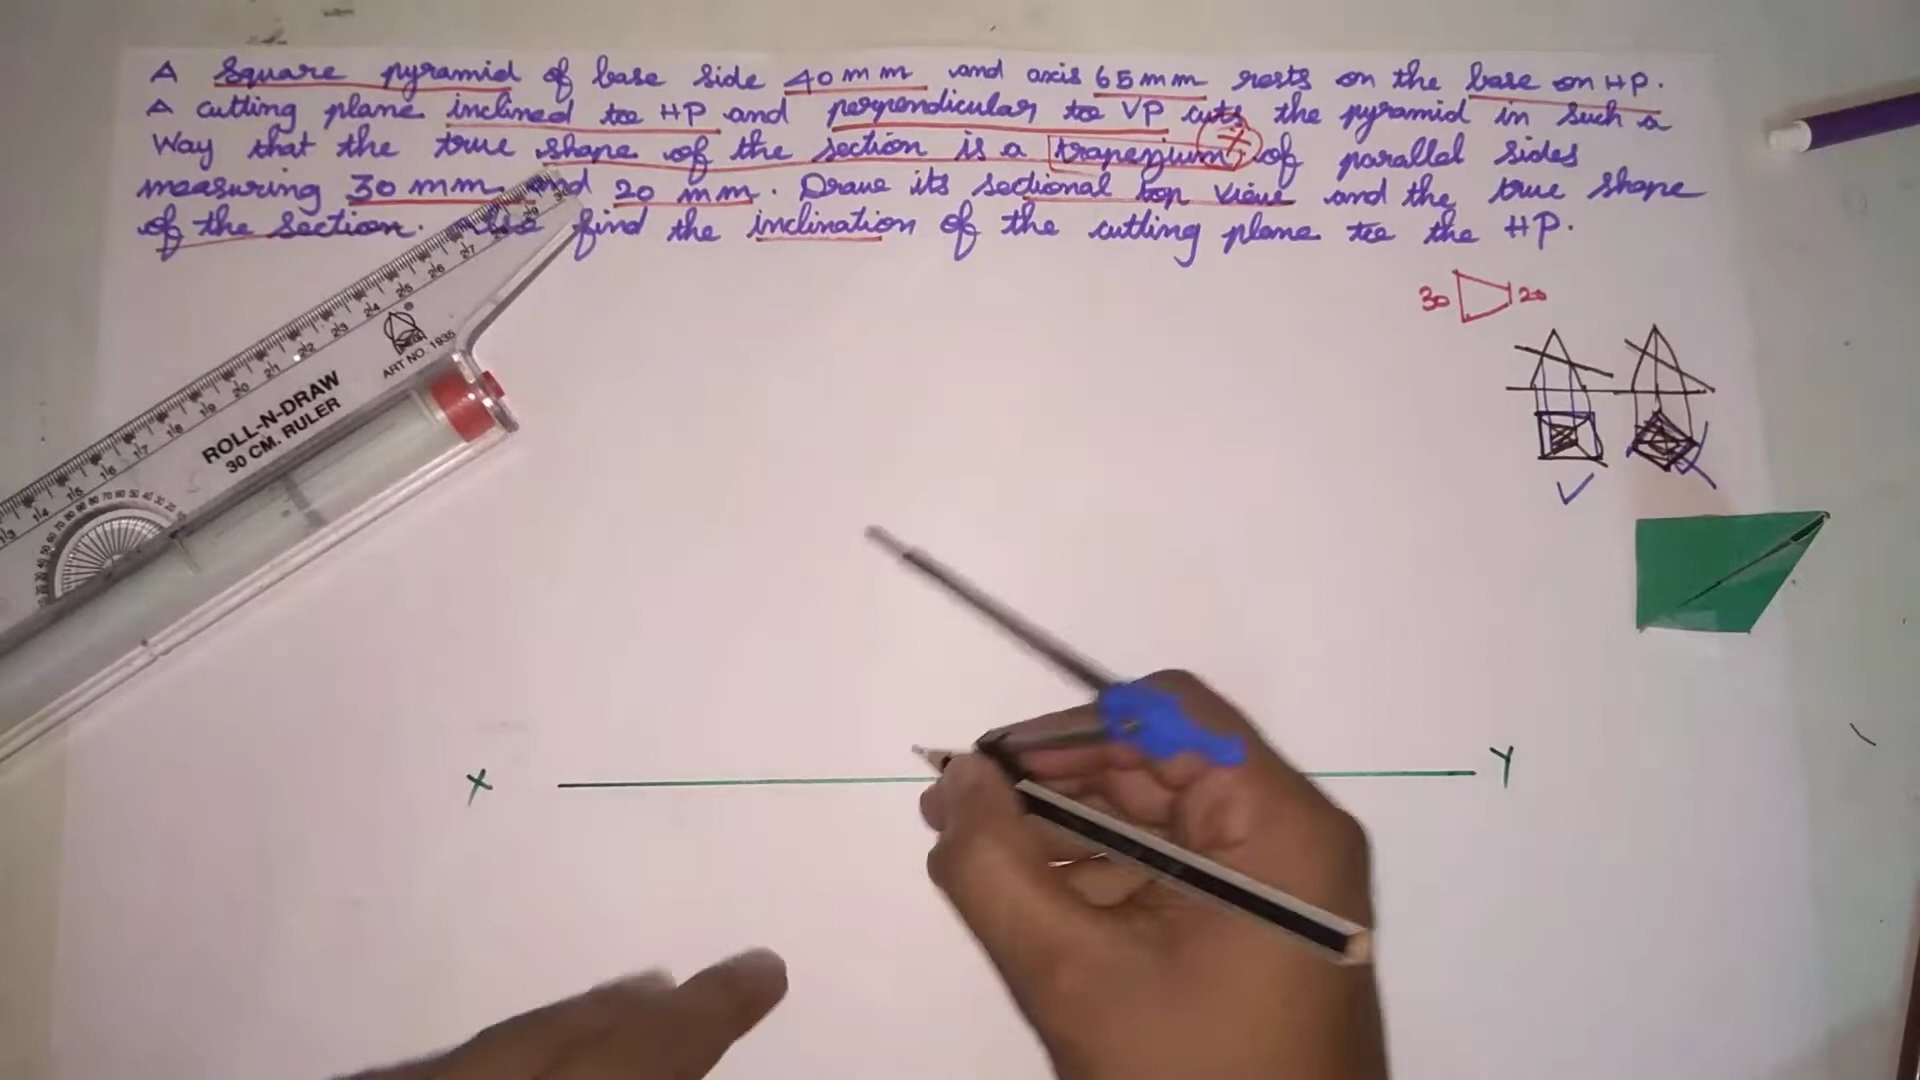 A square pyramid of base side 40 mm and axis 65 mm rests on the base on HP.
A cutting plane inclined to HP and perpendicular to VP cuts the pyramid in such a
Way that the true shape of the section is a trapezium, of parallel sides
measuring 30 mm and 20 mm. Draw its sectional top view and the true shape
of the section. find the inclination of the cutting plane to the HP.
30 20
ROLL-N-DRAW
30 CM. RULER
ART NO. 1935
X Y